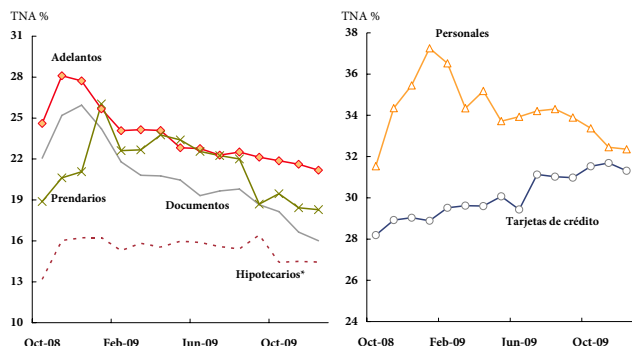 TNA %
31
28
25
22
19
16
13
10
Adelantos
Prendarios
Documentos
Hipotecarios*
Oct-08 Feb-09 Jun-09 Oct-09
TNA %
38
36
34
32
30
28
26
24
Personales
Tarjetas de crédito
Oct-08 Feb-09 Jun-09 Oct-09